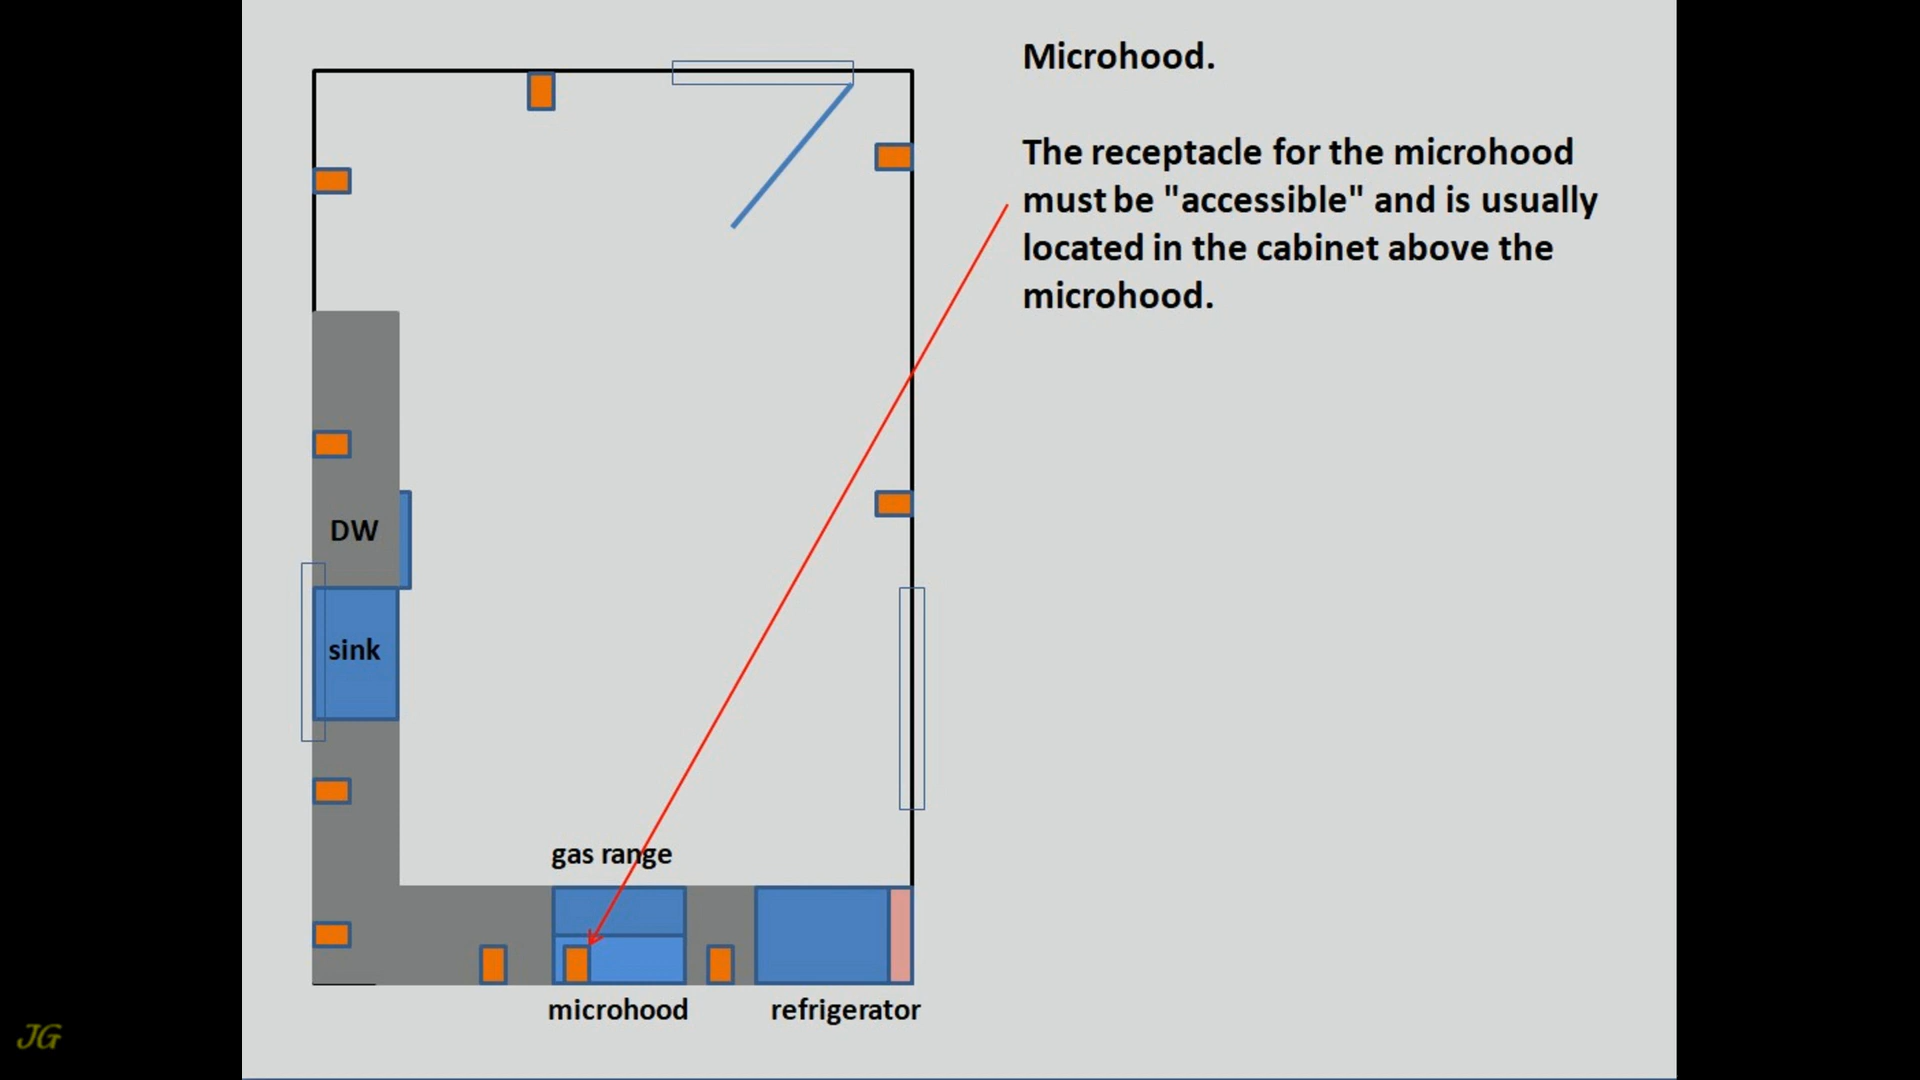 Microhood.
The receptacle for the microhood
must be "accessible" and is usually
located in the cabinet above the
microhood.
DW
sink
gas range
microhood
refrigerator
JG